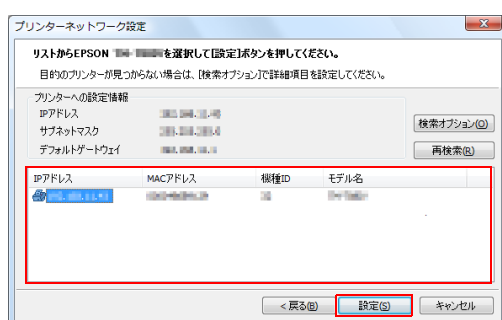 プリンターネットワーク設定
リストからEPSON を選択して[設定]ボタンを押してください。
目的のプリンターが見つからない場合は、[検索オプション]で詳細項目を設定してください。
プリンターへの設定情報
IPアドレス
サブネットマスク
デフォルトゲートウェイ
検索オプション(O)
再検索(R)
IPアドレス MACアドレス 機種ID モデル名
< 戻る(B) 設定(S) キャンセル